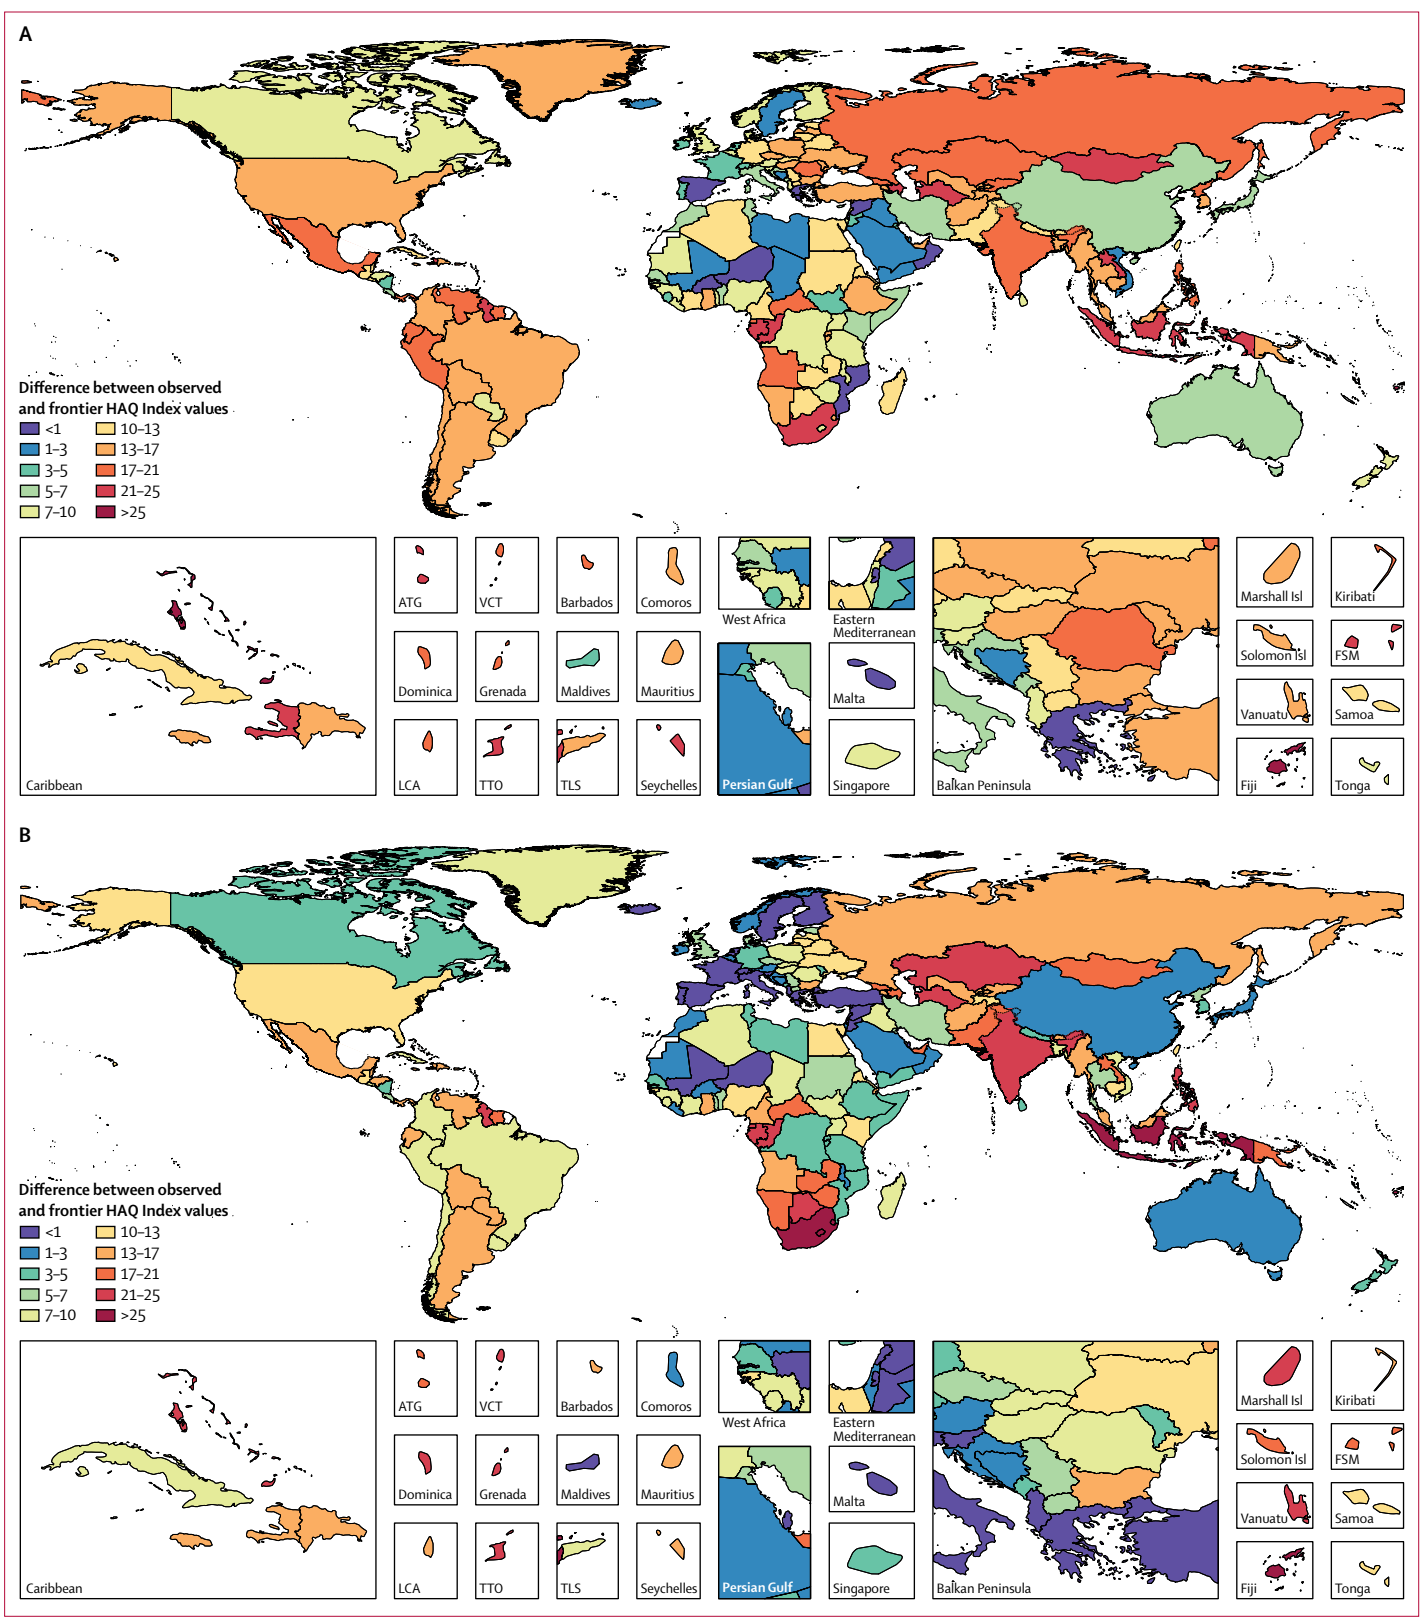 A
Difference between observed
and frontier HAQ Index values
<1
10–13
1–3
13–17
3–5
17–21
5–7
21–25
7–10
>25
Caribbean
ATG
VCT
Barbados
Comoros
Dominica
Grenada
Maldives
Mauritius
LCA
TTO
TLS
Seychelles
West Africa
Eastern
Mediterranean
Persian Gulf
Malta
Singapore
Balkan Peninsula
Marshall Isl
Kiribati
Solomon Isl
FSM
Vanuatu
Samoa
Fiji
Tonga
B
Difference between observed
and frontier HAQ Index values
<1
10–13
1–3
13–17
3–5
17–21
5–7
21–25
7–10
>25
Caribbean
ATG
VCT
Barbados
Comoros
Dominica
Grenada
Maldives
Mauritius
LCA
TTO
TLS
Seychelles
West Africa
Eastern
Mediterranean
Persian Gulf
Malta
Singapore
Balkan Peninsula
Marshall Isl
Kiribati
Solomon Isl
FSM
Vanuatu
Samoa
Fiji
Tonga